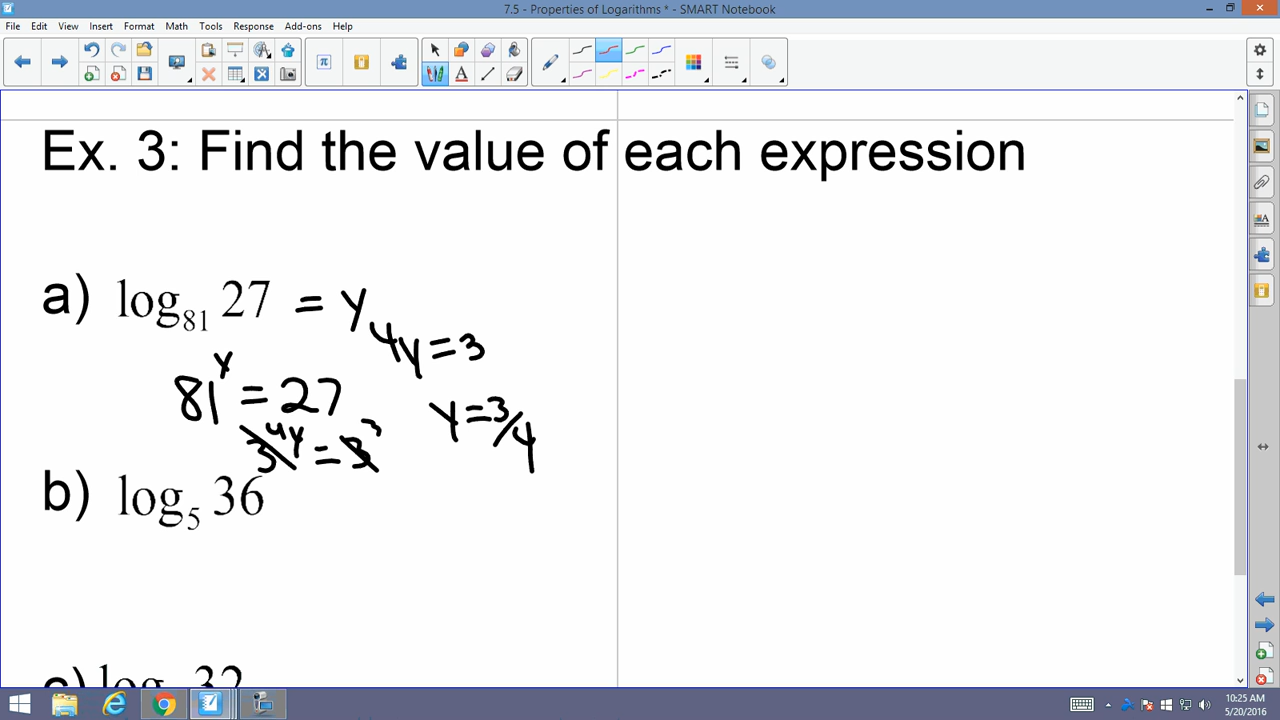 7.5 - Properties of Logarithms * - SMART Notebook
File Edit View Insert Format Math Tools Response Add-ons Help
Ex. 3: Find the value of each expression
a) log₈₁ 27 = y
4y = 3
81^y = 27
y = 3/4
3^4y = 3^3
b) log₅ 36
c) log 32
10:25 AM
5/20/2016